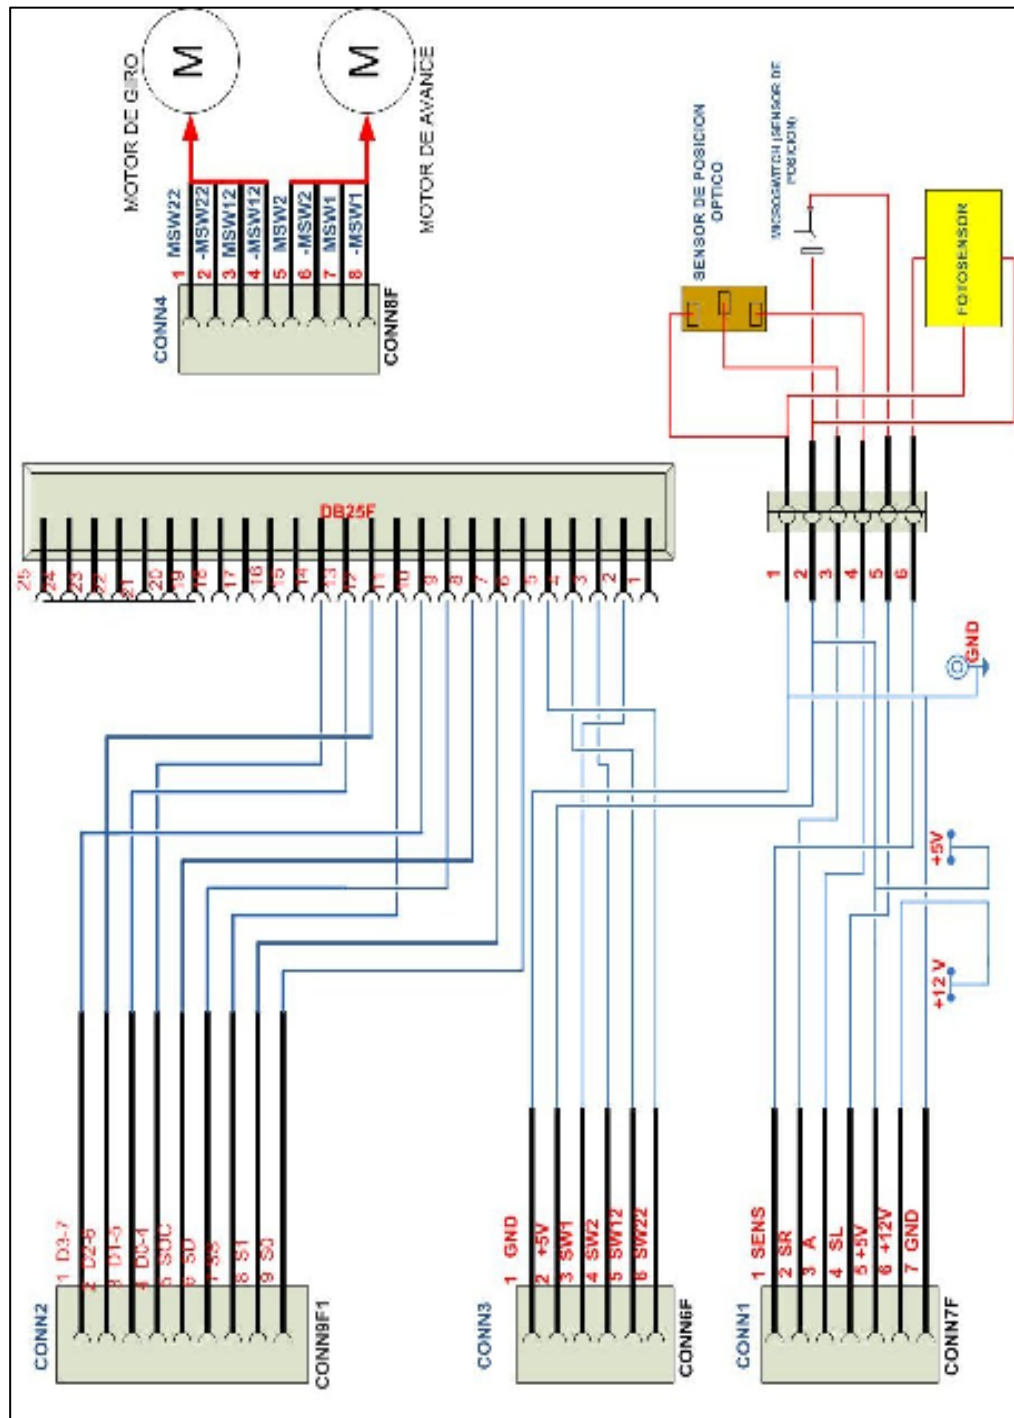 MOTOR DE GIRO
M
M
MOTOR DE AVANCE
1 MSW22
2 -MSW22
3 MSW12
4 -MSW12
5 MSW2
6 -MSW2
7 MSW1
8 -MSW1
CONN4
CONN8F
SENSOR DE POSICION
OPTICO
MICROSWITCH (SENSOR DE
POSICION)
FOTOSENSOR
DB25F
25
24
23
22
21
20
19
18
17
16
15
14
13
12
11
10
9
8
7
6
5
4
3
2
1
1
2
3
4
5
6
GND
+5V
+12 V
1 D3-7
2 D2-6
3 D1-5
4 D0-4
5 SOC
6 SD
7 SS
8 S1
9 S0
CONN2
CONN9F1
1 GND
2 +5V
3 SW1
4 SW2
5 SW12
6 SW22
CONN3
CONN6F
1 SENS
2 SR
3 A
4 SL
5 +5V
6 +12V
7 GND
CONN1
CONN7F